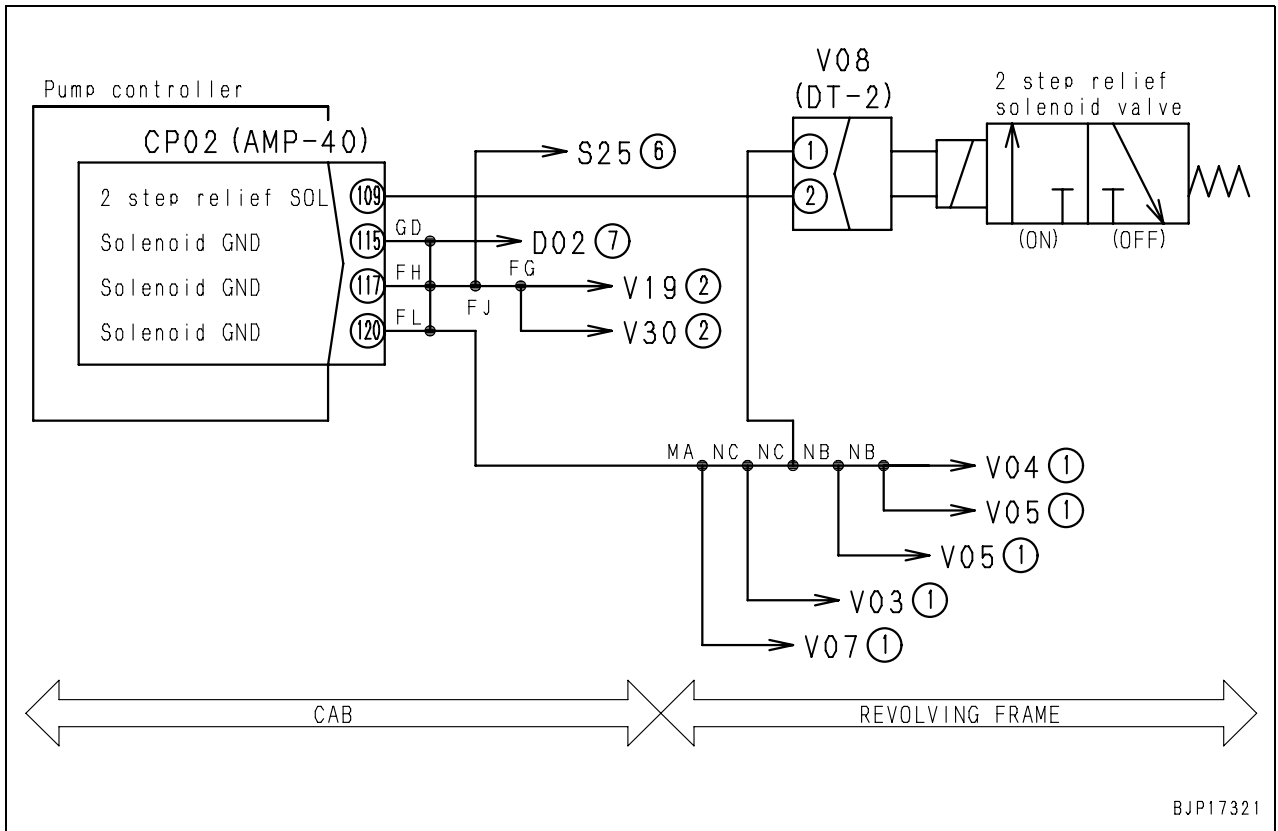 Pump controller
CP02 (AMP-40)
2 step relief SOL 109
Solenoid GND 115
Solenoid GND 117
Solenoid GND 120
GD
FH
FL
FJ
FG
S25 6
D02 7
V19 2
V30 2
V08
(DT-2)
1
2
2 step relief
solenoid valve
(ON) (OFF)
MA NC NC NB NB
V04 1
V05 1
V05 1
V03 1
V07 1
CAB REVOLVING FRAME
BJP17321